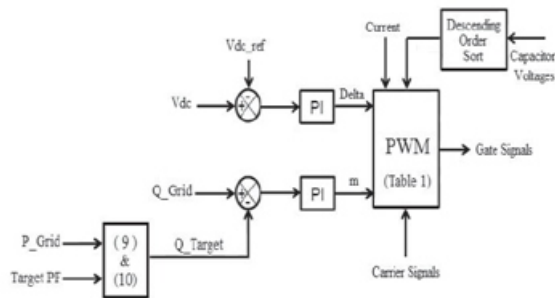 Vdc_ref
Current
Descending
Order
Sort
Capacitor
Voltages
Vdc
+
-
PI
Delta
PWM
(Table 1)
Gate Signals
Q_Grid
+
-
PI
m
P_Grid
Target PF
(9)
&
(10)
Q_Target
Carrier Signals